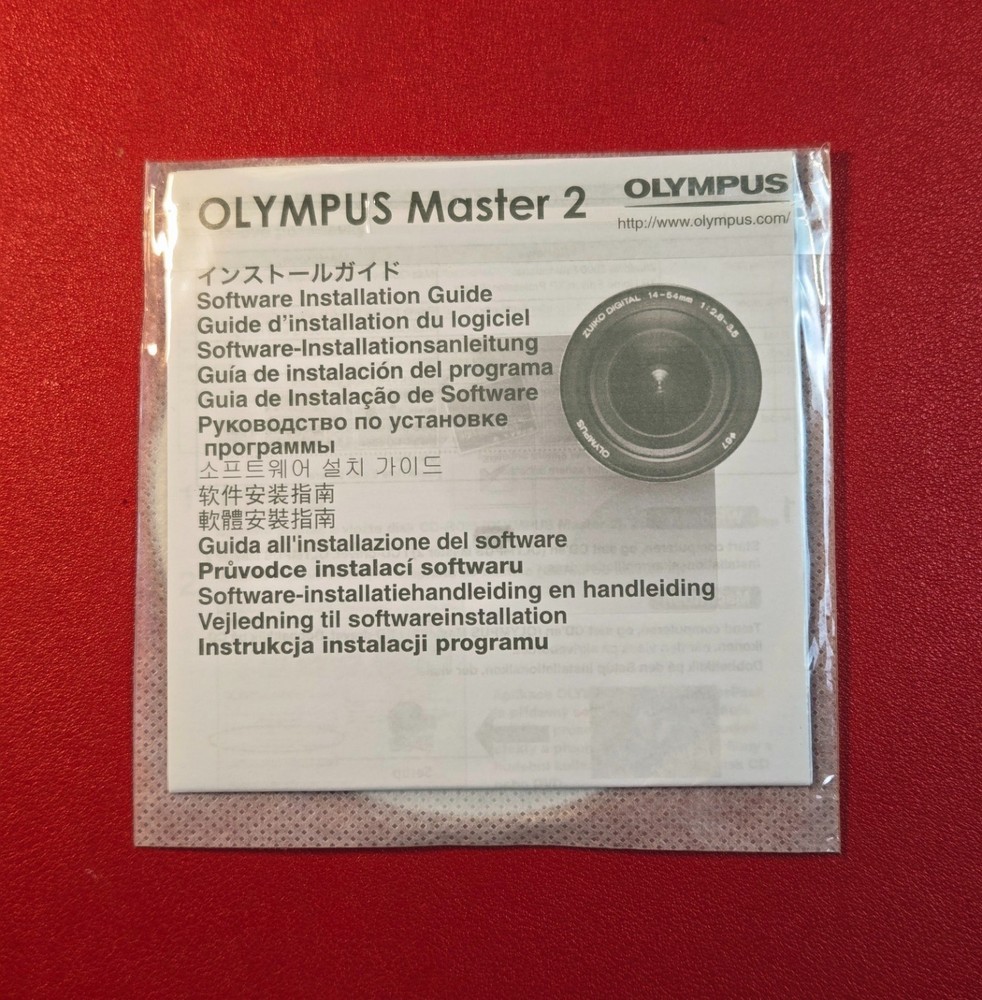 OLYMPUS Master 2
OLYMPUS
http://www.olympus.com/
インストールガイド
Software Installation Guide
Guide d'installation du logiciel
Software-Installationsanleitung
Guía de instalación del programa
Guia de Instalação de Software
Руководство по установке
программы
소프트웨어 설치 가이드
软件安装指南
軟體安裝指南
Guida all'installazione del software
Průvodce instalací softwaru
Software-installatiehandleiding en handleiding
Vejledning til softwareinstallation
Instrukcja instalacji programu
ZUIKO DIGITAL 14-54mm 1:2.8-3.5
OLYMPUS
φ67